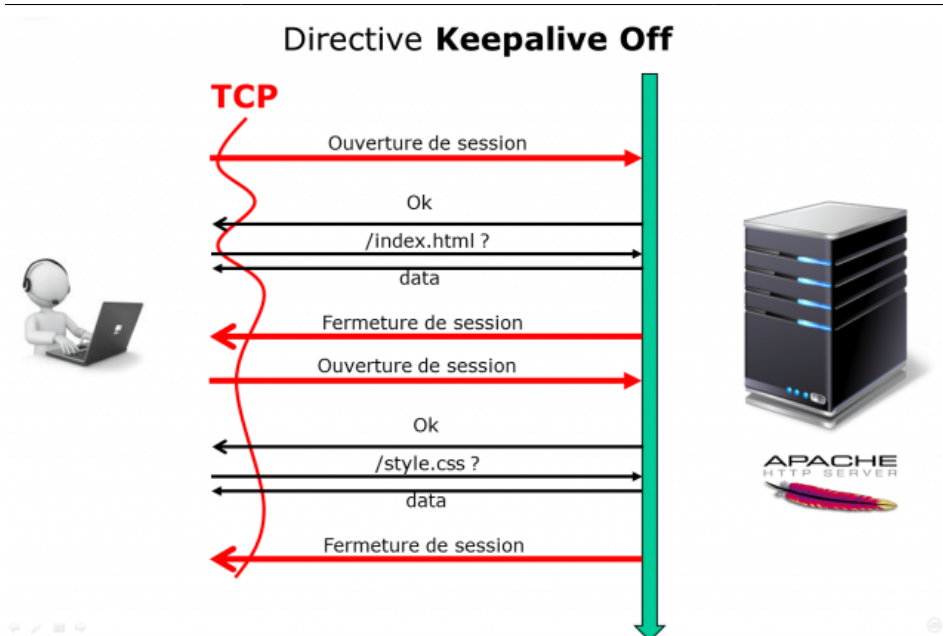 Directive Keepalive Off
TCP
Ouverture de session
Ok
/index.html ?
data
Fermeture de session
Ouverture de session
Ok
/style.css ?
data
Fermeture de session
APACHE
HTTP SERVER